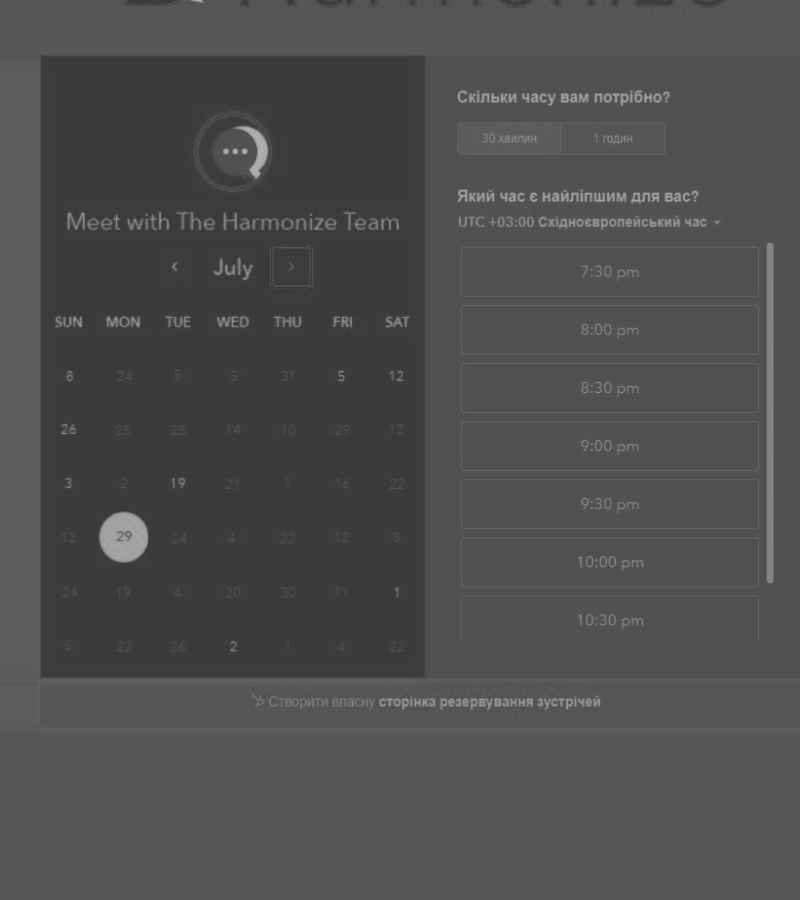 Harmonize
Meet with The Harmonize Team
July
SUN MON TUE WED THU FRI SAT
8 24 5 3 31 5 12
26 25 28 14 10 29 12
3 2 19 21 1 16 22
12 29 24 4 22 12 8
24 19 4 20 30 11 1
5 22 26 2 1 4 22
Скільки часу вам потрібно?
30 хвилин 1 годин
Який час є найліпшим для вас?
UTC +03:00 Східноєвропейський час
7:30 pm
8:00 pm
8:30 pm
9:00 pm
9:30 pm
10:00 pm
10:30 pm
Створити власну сторінка резервування зустрічей